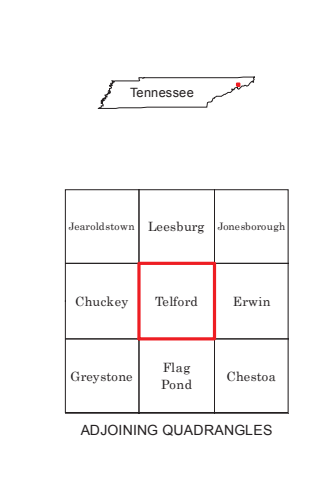 Tennessee
Jearoldstown Leesburg Jonesborough
Chuckey Telford Erwin
Greystone Flag Pond Chestoa
ADJOINING QUADRANGLES